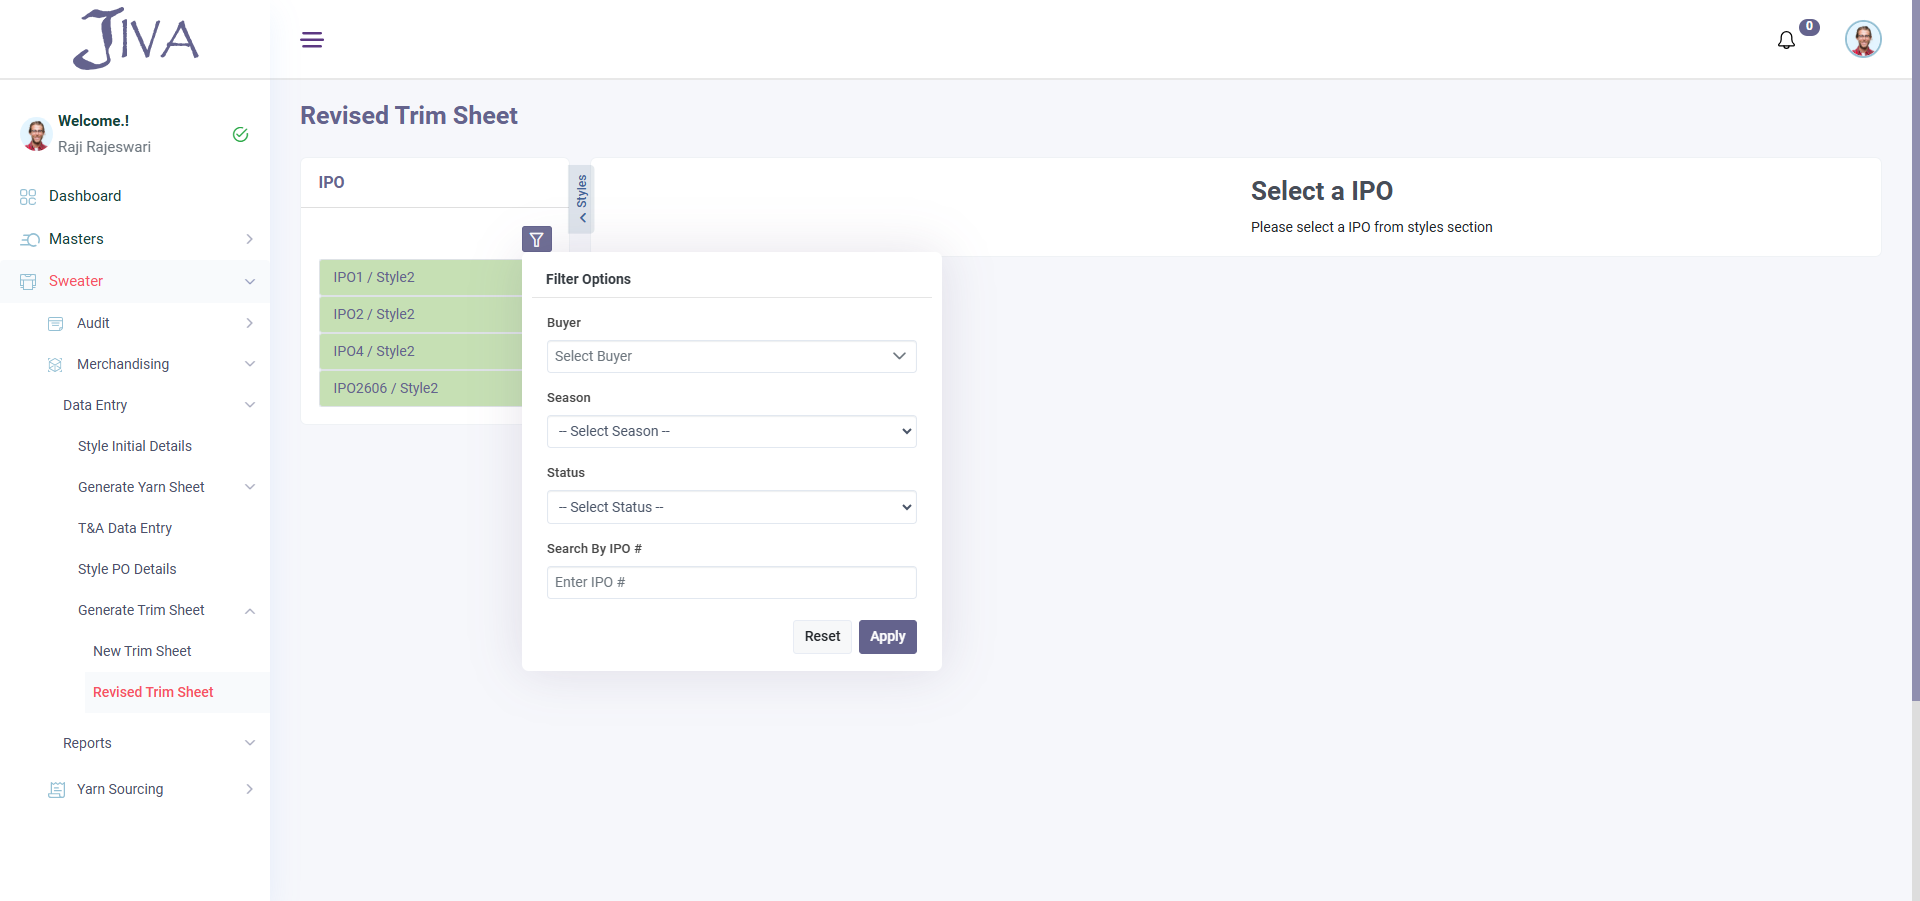 JIVA
0
Welcome.!
Raji Rajeswari
Dashboard
Masters
Sweater
Audit
Merchandising
Data Entry
Style Initial Details
Generate Yarn Sheet
T&A Data Entry
Style PO Details
Generate Trim Sheet
New Trim Sheet
Revised Trim Sheet
Reports
Yarn Sourcing
Revised Trim Sheet
IPO
Styles
IPO1 / Style2
IPO2 / Style2
IPO4 / Style2
IPO2606 / Style2
Filter Options
Buyer
Select Buyer
Season
-- Select Season --
Status
-- Select Status --
Search By IPO #
Enter IPO #
Reset
Apply
Select a IPO
Please select a IPO from styles section